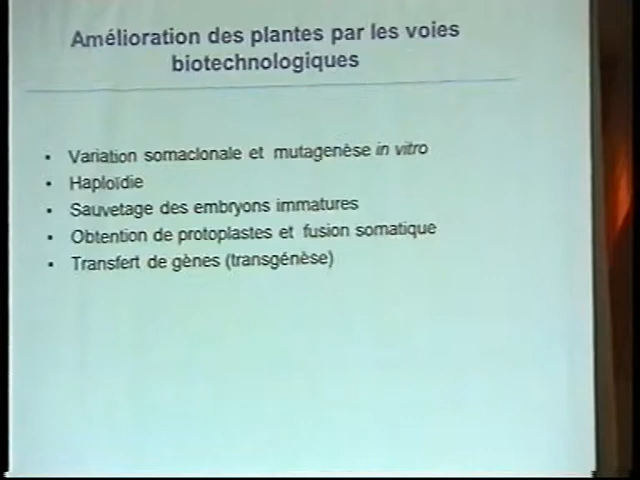 Amélioration des plantes par les voies
biotechnologiques
• Variation somaclonale et mutagenèse in vitro
• Haploïdie
• Sauvetage des embryons immatures
• Obtention de protoplastes et fusion somatique
• Transfert de gènes (transgénèse)